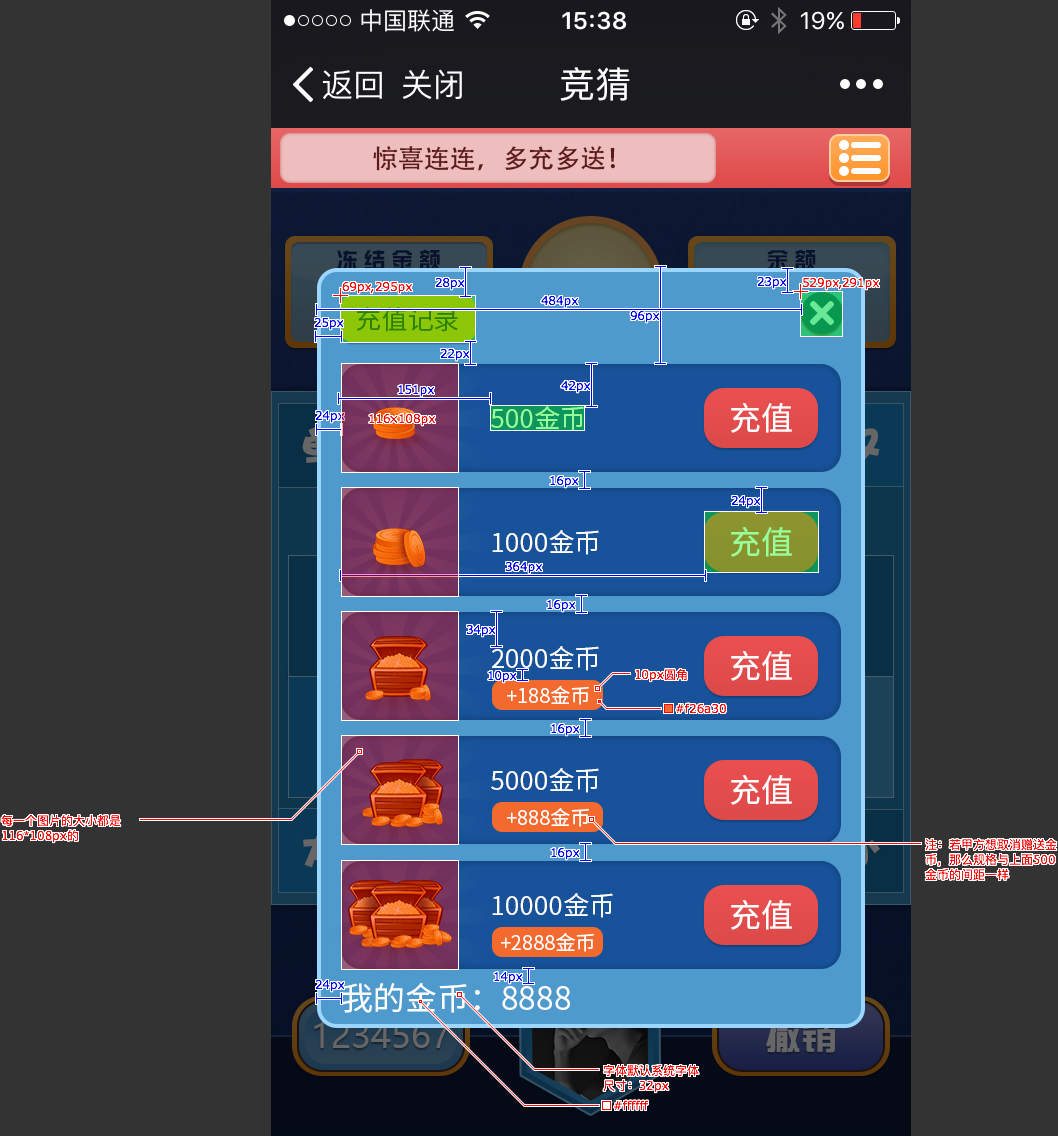 中国联通 15:38 19%
返回 关闭 竞猜
惊喜连连，多充多送！
冻结金额 余额
69px,295px 28px 23px 529px,291px
484px
25px 充值记录 96px
22px
151px 42px
24px 116x108px 500金币 充值
16px
24px
1000金币 充值
364px
16px
34px
2000金币 充值
10px 10px圆角
+188金币
#f26a30
16px
5000金币 充值
+888金币
每一个图片的大小都是
116*108px的
注：若甲方想取消赠送金
币，那么规格与上面500
金币的间距一样
16px
10000金币 充值
+2888金币
14px
24px
我的金币：8888
1234567 撤销
字体默认系统字体
尺寸：32px
#ffffff